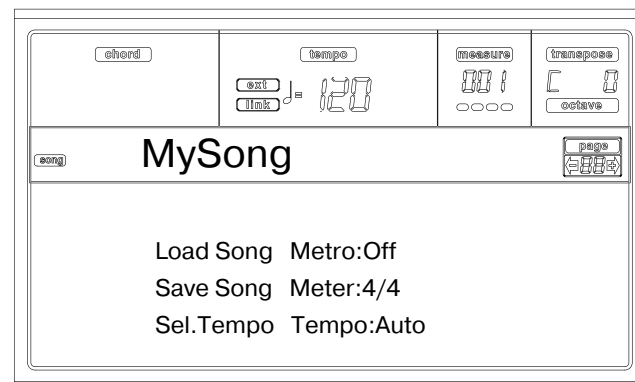 chord tempo measure transpose
ext ♩= 120 001 C 0
link octave
song MySong page
-88+
Load Song Metro:Off
Save Song Meter:4/4
Sel.Tempo Tempo:Auto